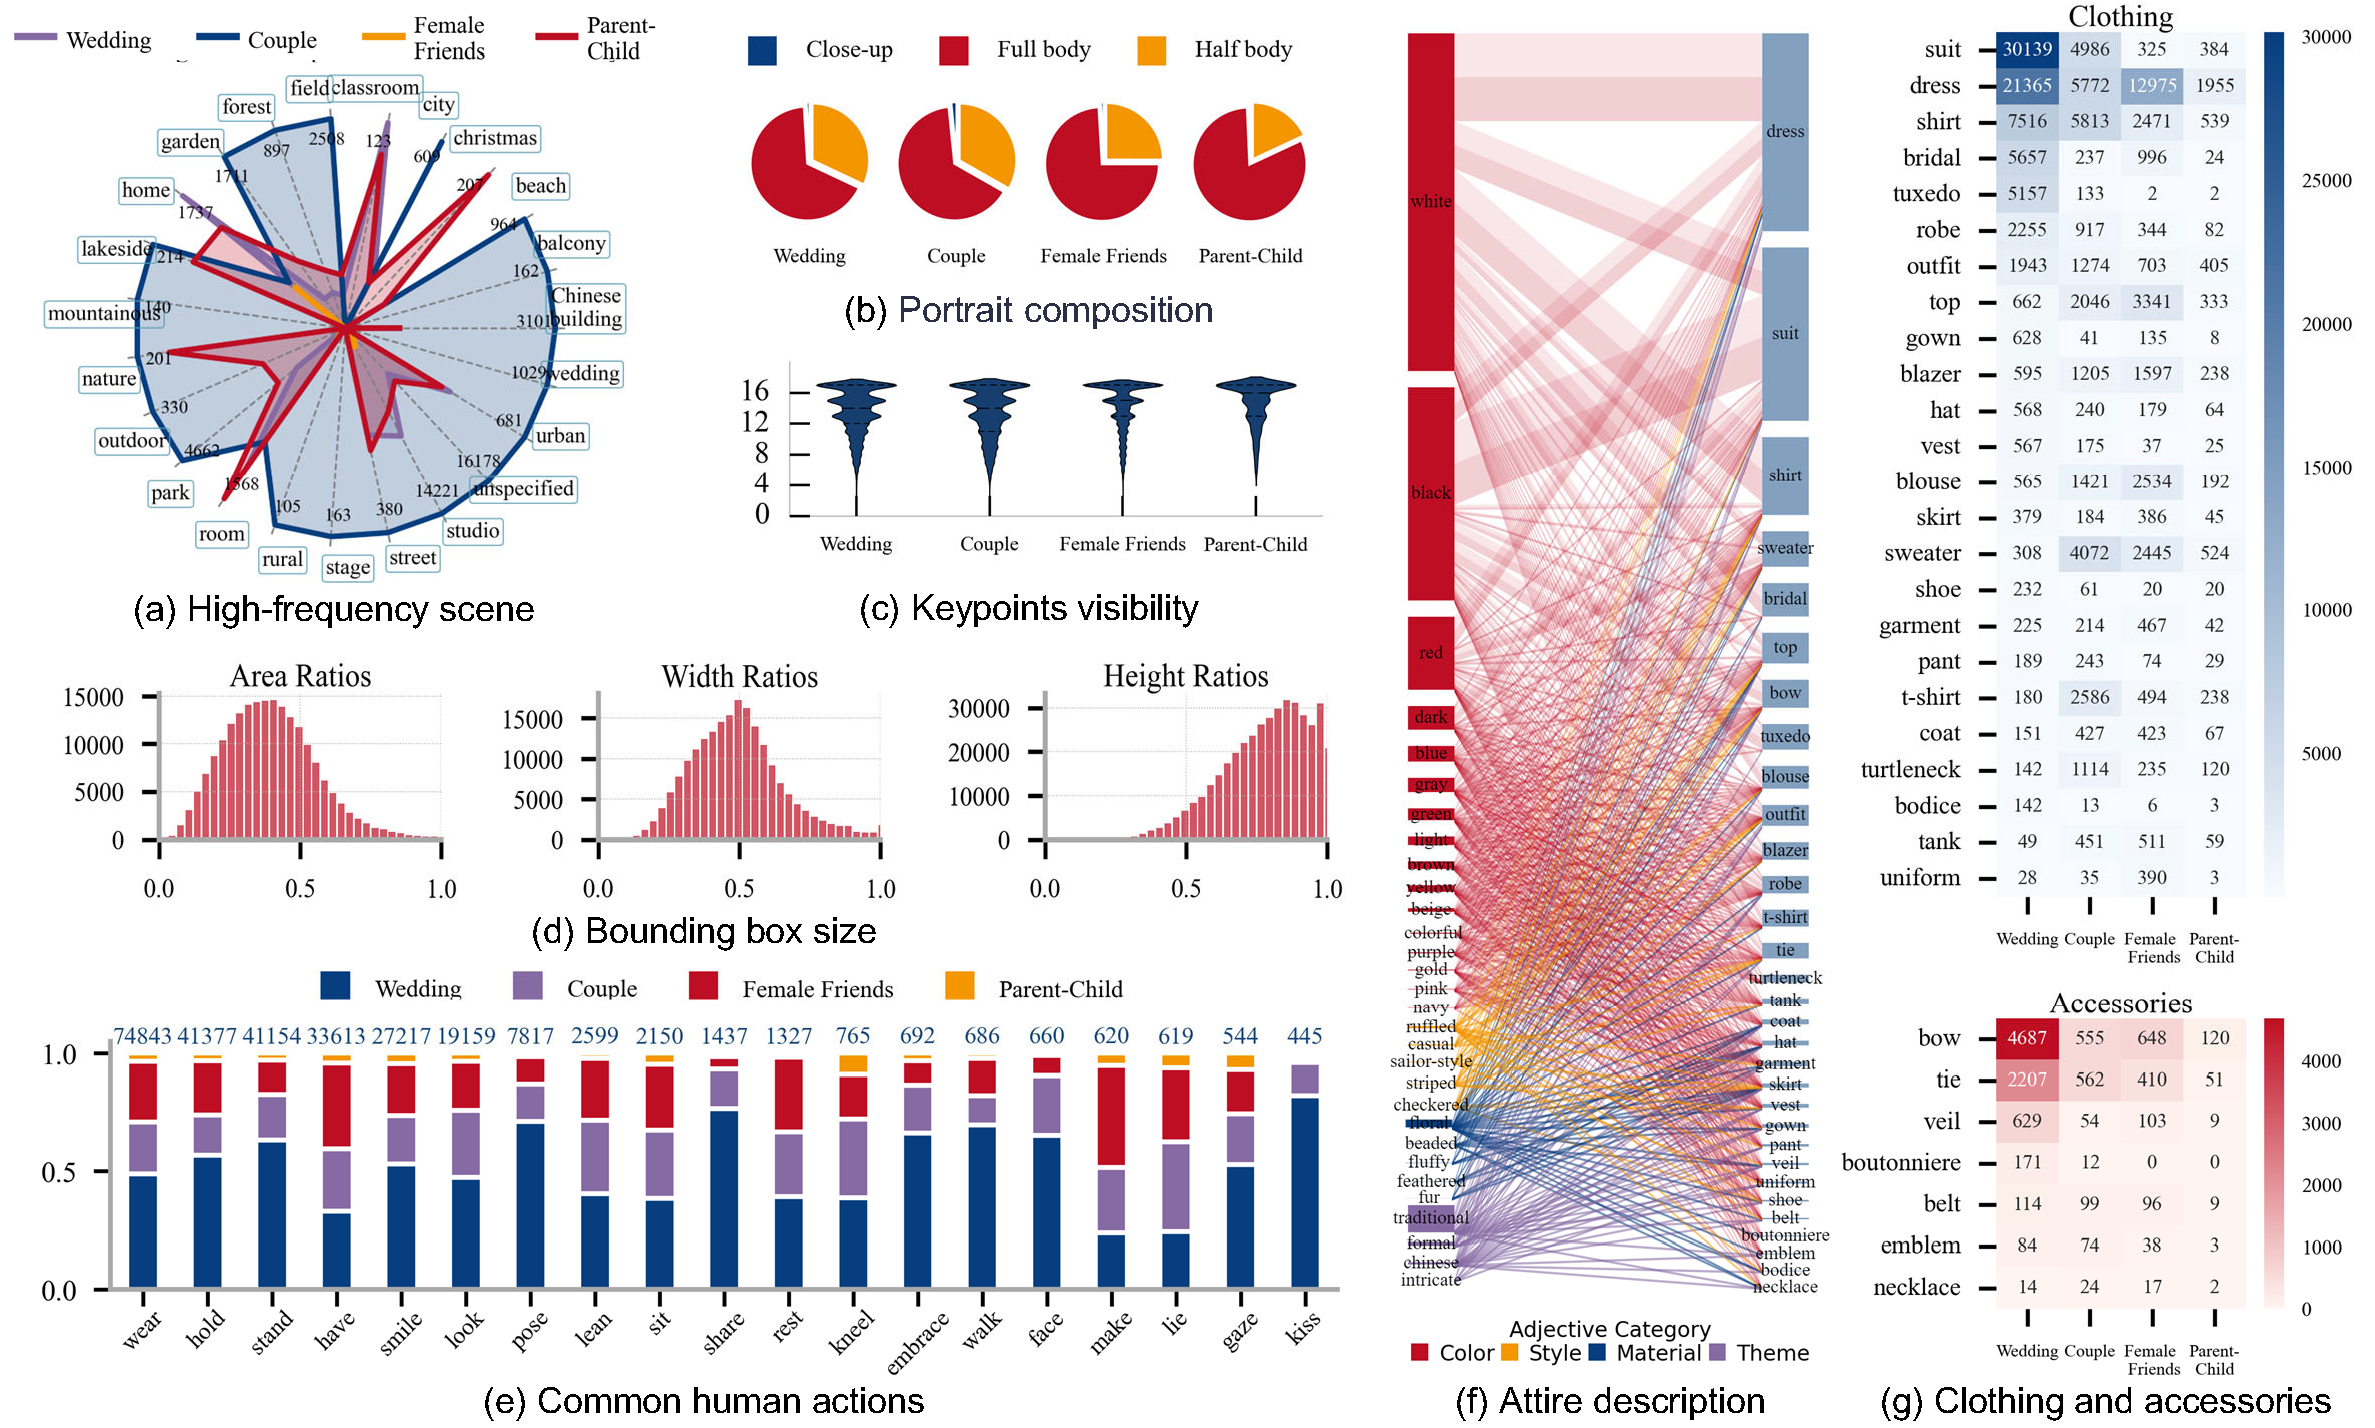 Wedding
Couple
Female
Friends
Parent-
Child
field
classroom
city
christmas
beach
balcony
Chinese
building
wedding
urban
unspecified
studio
street
stage
rural
room
park
outdoor
nature
mountainous
lakeside
home
garden
forest
2508
123
609
207
964
162
310
1029
681
16178
14221
380
163
105
1568
4662
330
201
140
214
1737
1711
897
(a) High-frequency scene
Close-up
Full body
Half body
Wedding
Couple
Female Friends
Parent-Child
(b) Portrait composition
16
12
8
4
0
Wedding
Couple
Female Friends
Parent-Child
(c) Keypoints visibility
Area Ratios
15000
10000
5000
0
0.0 0.5 1.0
Width Ratios
15000
10000
5000
0
0.0 0.5 1.0
Height Ratios
30000
20000
10000
0
0.0 0.5 1.0
(d) Bounding box size
Wedding
Couple
Female Friends
Parent-Child
74843 41377 41154 33613 27217 19159 7817 2599 2150 1437 1327 765 692 686 660 620 619 544 445
1.0
0.5
0.0
wear hold stand have smile look pose lean sit share rest kneel embrace walk face make lie gaze kiss
(e) Common human actions
white
black
red
dark
blue
gray
green
light
brown
yellow
beige
colorful
purple
gold
pink
navy
ruffled
casual
sailor-style
striped
checkered
floral
beaded
fluffy
feathered
fur
traditional
formal
chinese
intricate
dress
suit
shirt
sweater
bridal
top
bow
tuxedo
blouse
outfit
blazer
robe
t-shirt
tie
turtleneck
tank
coat
hat
garment
skirt
vest
gown
pant
veil
uniform
shoe
belt
boutonniere
emblem
bodice
necklace
Adjective Category
Color Style Material Theme
(f) Attire description
Clothing
suit 30139 4986 325 384
dress 21365 5772 12975 1955
shirt 7516 5813 2471 539
bridal 5657 237 996 24
tuxedo 5157 133 2 2
robe 2255 917 344 82
outfit 1943 1274 703 405
top 662 2046 3341 333
gown 628 41 135 8
blazer 595 1205 1597 238
hat 568 240 179 64
vest 567 175 37 25
blouse 565 1421 2534 192
skirt 379 184 386 45
sweater 308 4072 2445 524
shoe 232 61 20 20
garment 225 214 467 42
pant 189 243 74 29
t-shirt 180 2586 494 238
coat 151 427 423 67
turtleneck 142 1114 235 120
bodice 142 13 6 3
tank 49 451 511 59
uniform 28 35 390 3
Wedding Couple Female Parent-
Friends Child
30000
25000
20000
15000
10000
5000
Accessories
bow 4687 555 648 120
tie 2207 562 410 51
veil 629 54 103 9
boutonniere 171 12 0 0
belt 114 99 96 9
emblem 84 74 38 3
necklace 14 24 17 2
Wedding Couple Female Parent-
Friends Child
4000
3000
2000
1000
0
(g) Clothing and accessories